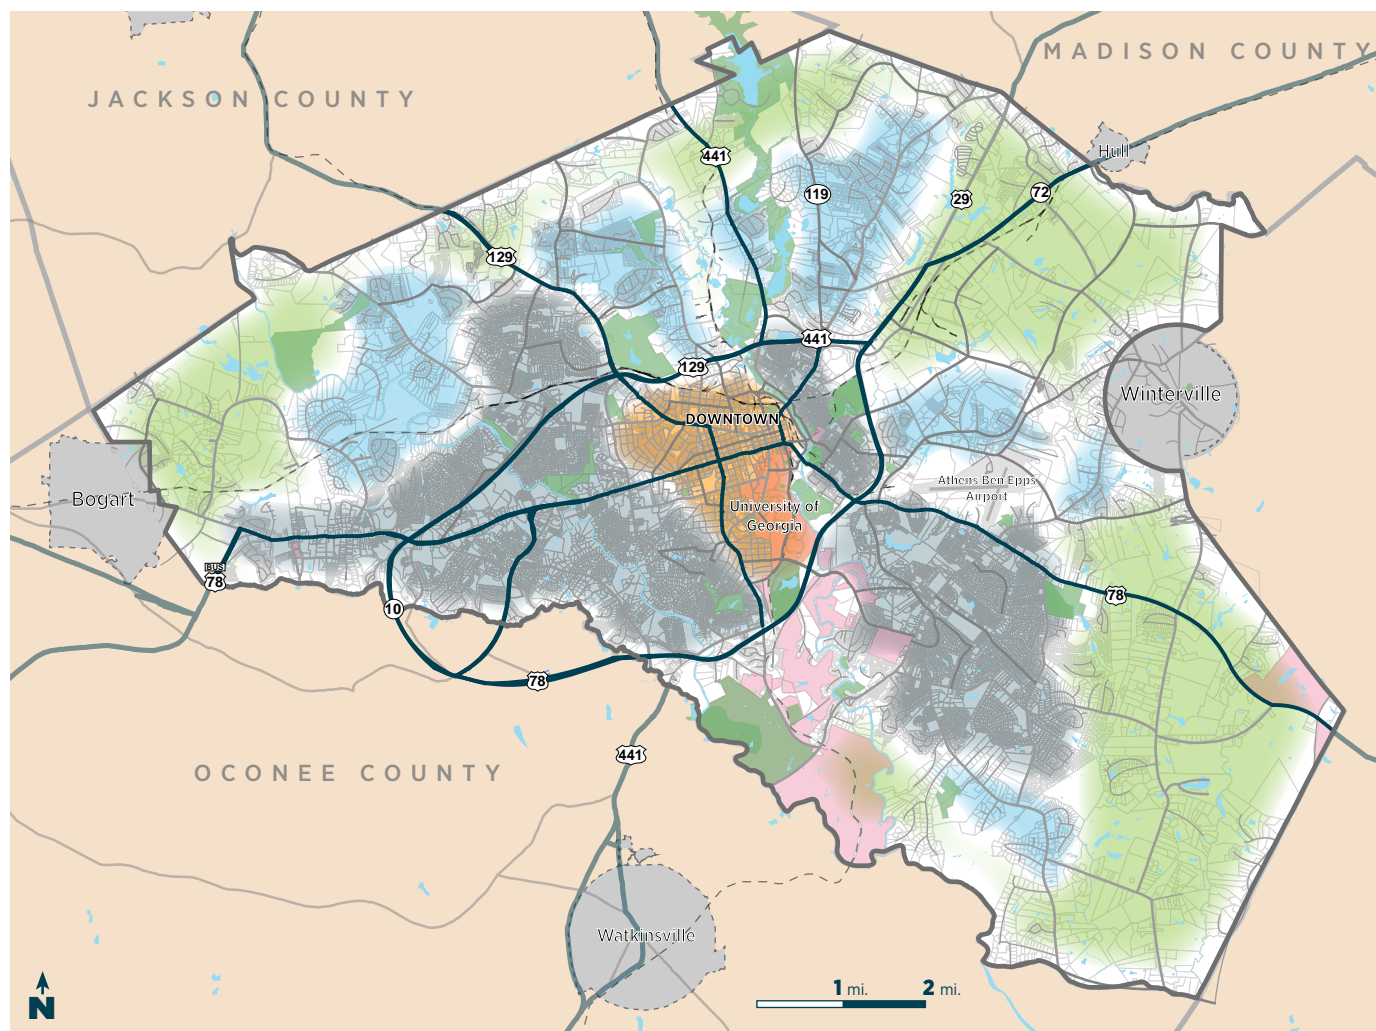 MADISON COUNTY
JACKSON COUNTY
Hull
441
119
72
29
129
441
129
Winterville
DOWNTOWN
Athens Ben Epps
Airport
Bogart
University of
Georgia
BUS
78
78
10
78
441
OCONEE COUNTY
Watkinsville
1 mi. 2 mi.
N